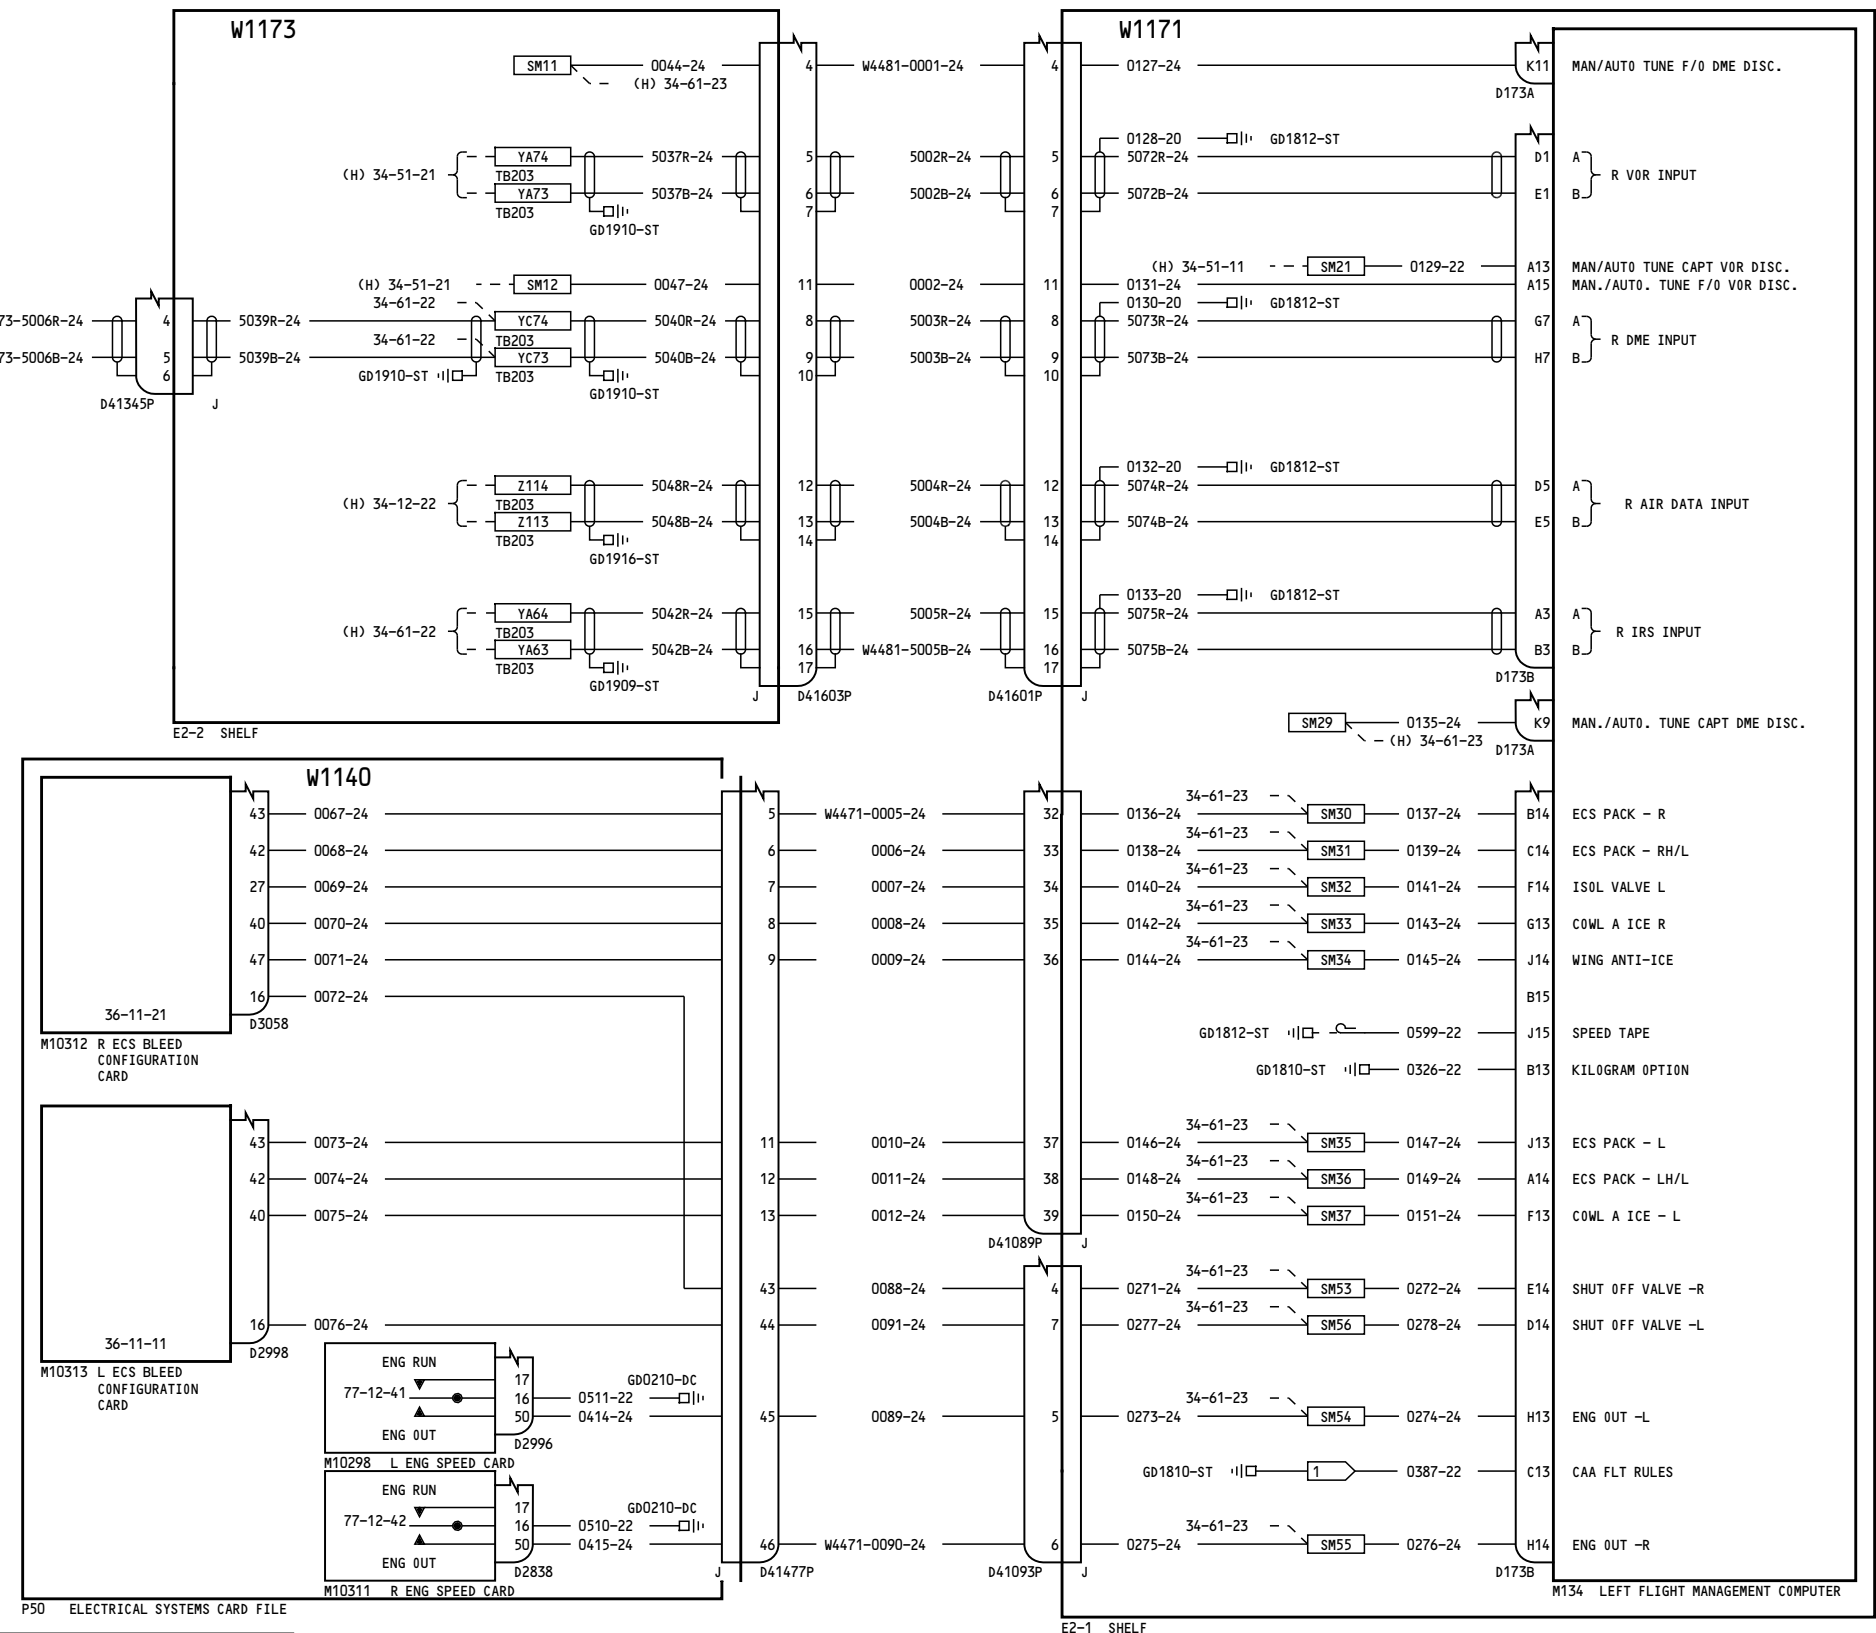 W1173
W1171
SM11 0044-24 4 W4481-0001-24 4 0127-24 K11 MAN/AUTO TUNE F/O DME DISC.
(H) 34-61-23
D173A
0128-20 GD1812-ST
YA74 5037R-24 5 5002R-24 5 5072R-24 D1 A
(H) 34-51-21 TB203 R VOR INPUT
YA73 5037B-24 6 5002B-24 6 5072B-24 E1 B
TB203 7 7
GD1910-ST
(H) 34-51-11 SM21 0129-22 A13 MAN/AUTO TUNE CAPT VOR DISC.
(H) 34-51-21 SM12 0047-24 11 0002-24 11 0131-24 A15 MAN./AUTO. TUNE F/O VOR DISC.
34-61-22 0130-20 GD1812-ST
73-5006R-24 4 5039R-24 YC74 5040R-24 8 5003R-24 8 5073R-24 G7 A
34-61-22 TB203 R DME INPUT
73-5006B-24 5 5039B-24 YC73 5040B-24 9 5003B-24 9 5073B-24 H7 B
6 GD1910-ST TB203 10 10
GD1910-ST
D41345P J
0132-20 GD1812-ST
Z114 5048R-24 12 5004R-24 12 5074R-24 D5 A
(H) 34-12-22 TB203 R AIR DATA INPUT
Z113 5048B-24 13 5004B-24 13 5074B-24 E5 B
TB203 14 14
GD1916-ST
0133-20 GD1812-ST
YA64 5042R-24 15 5005R-24 15 5075R-24 A3 A
(H) 34-61-22 TB203 R IRS INPUT
YA63 5042B-24 16 W4481-5005B-24 16 5075B-24 B3 B
TB203 17 17
GD1909-ST D173B
J D41603P D41601P J
SM29 0135-24 K9 MAN./AUTO. TUNE CAPT DME DISC.
E2-2 SHELF
(H) 34-61-23 D173A
W1140
34-61-23
43 0067-24 5 W4471-0005-24 32 0136-24 SM30 0137-24 B14 ECS PACK - R
34-61-23
42 0068-24 6 0006-24 33 0138-24 SM31 0139-24 C14 ECS PACK - RH/L
34-61-23
27 0069-24 7 0007-24 34 0140-24 SM32 0141-24 F14 ISOL VALVE L
34-61-23
40 0070-24 8 0008-24 35 0142-24 SM33 0143-24 G13 COWL A ICE R
34-61-23
47 0071-24 9 0009-24 36 0144-24 SM34 0145-24 J14 WING ANTI-ICE
16 0072-24 B15
36-11-21
D3058
GD1812-ST 0599-22 J15 SPEED TAPE
M10312 R ECS BLEED
CONFIGURATION
CARD
GD1810-ST 0326-22 B13 KILOGRAM OPTION
34-61-23
43 0073-24 11 0010-24 37 0146-24 SM35 0147-24 J13 ECS PACK - L
34-61-23
42 0074-24 12 0011-24 38 0148-24 SM36 0149-24 A14 ECS PACK - LH/L
34-61-23
40 0075-24 13 0012-24 39 0150-24 SM37 0151-24 F13 COWL A ICE - L
D41089P J
34-61-23
43 0088-24 4 0271-24 SM53 0272-24 E14 SHUT OFF VALVE -R
34-61-23
16 0076-24 44 0091-24 7 0277-24 SM56 0278-24 D14 SHUT OFF VALVE -L
36-11-11
D2998
M10313 L ECS BLEED
CONFIGURATION
CARD
ENG RUN
17 GD0210-DC
77-12-41 16 0511-22 34-61-23
50 0414-24 45 0089-24 5 0273-24 SM54 0274-24 H13 ENG OUT -L
ENG OUT
D2996
M10298 L ENG SPEED CARD
GD1810-ST 1 0387-22 C13 CAA FLT RULES
ENG RUN
17 GD0210-DC
77-12-42 16 0510-22 34-61-23
50 0415-24 46 W4471-0090-24 6 0275-24 SM55 0276-24 H14 ENG OUT -R
ENG OUT
D2838 J D41477P D41093P J D173B
M10311 R ENG SPEED CARD
M134 LEFT FLIGHT MANAGEMENT COMPUTER
P50 ELECTRICAL SYSTEMS CARD FILE
E2-1 SHELF